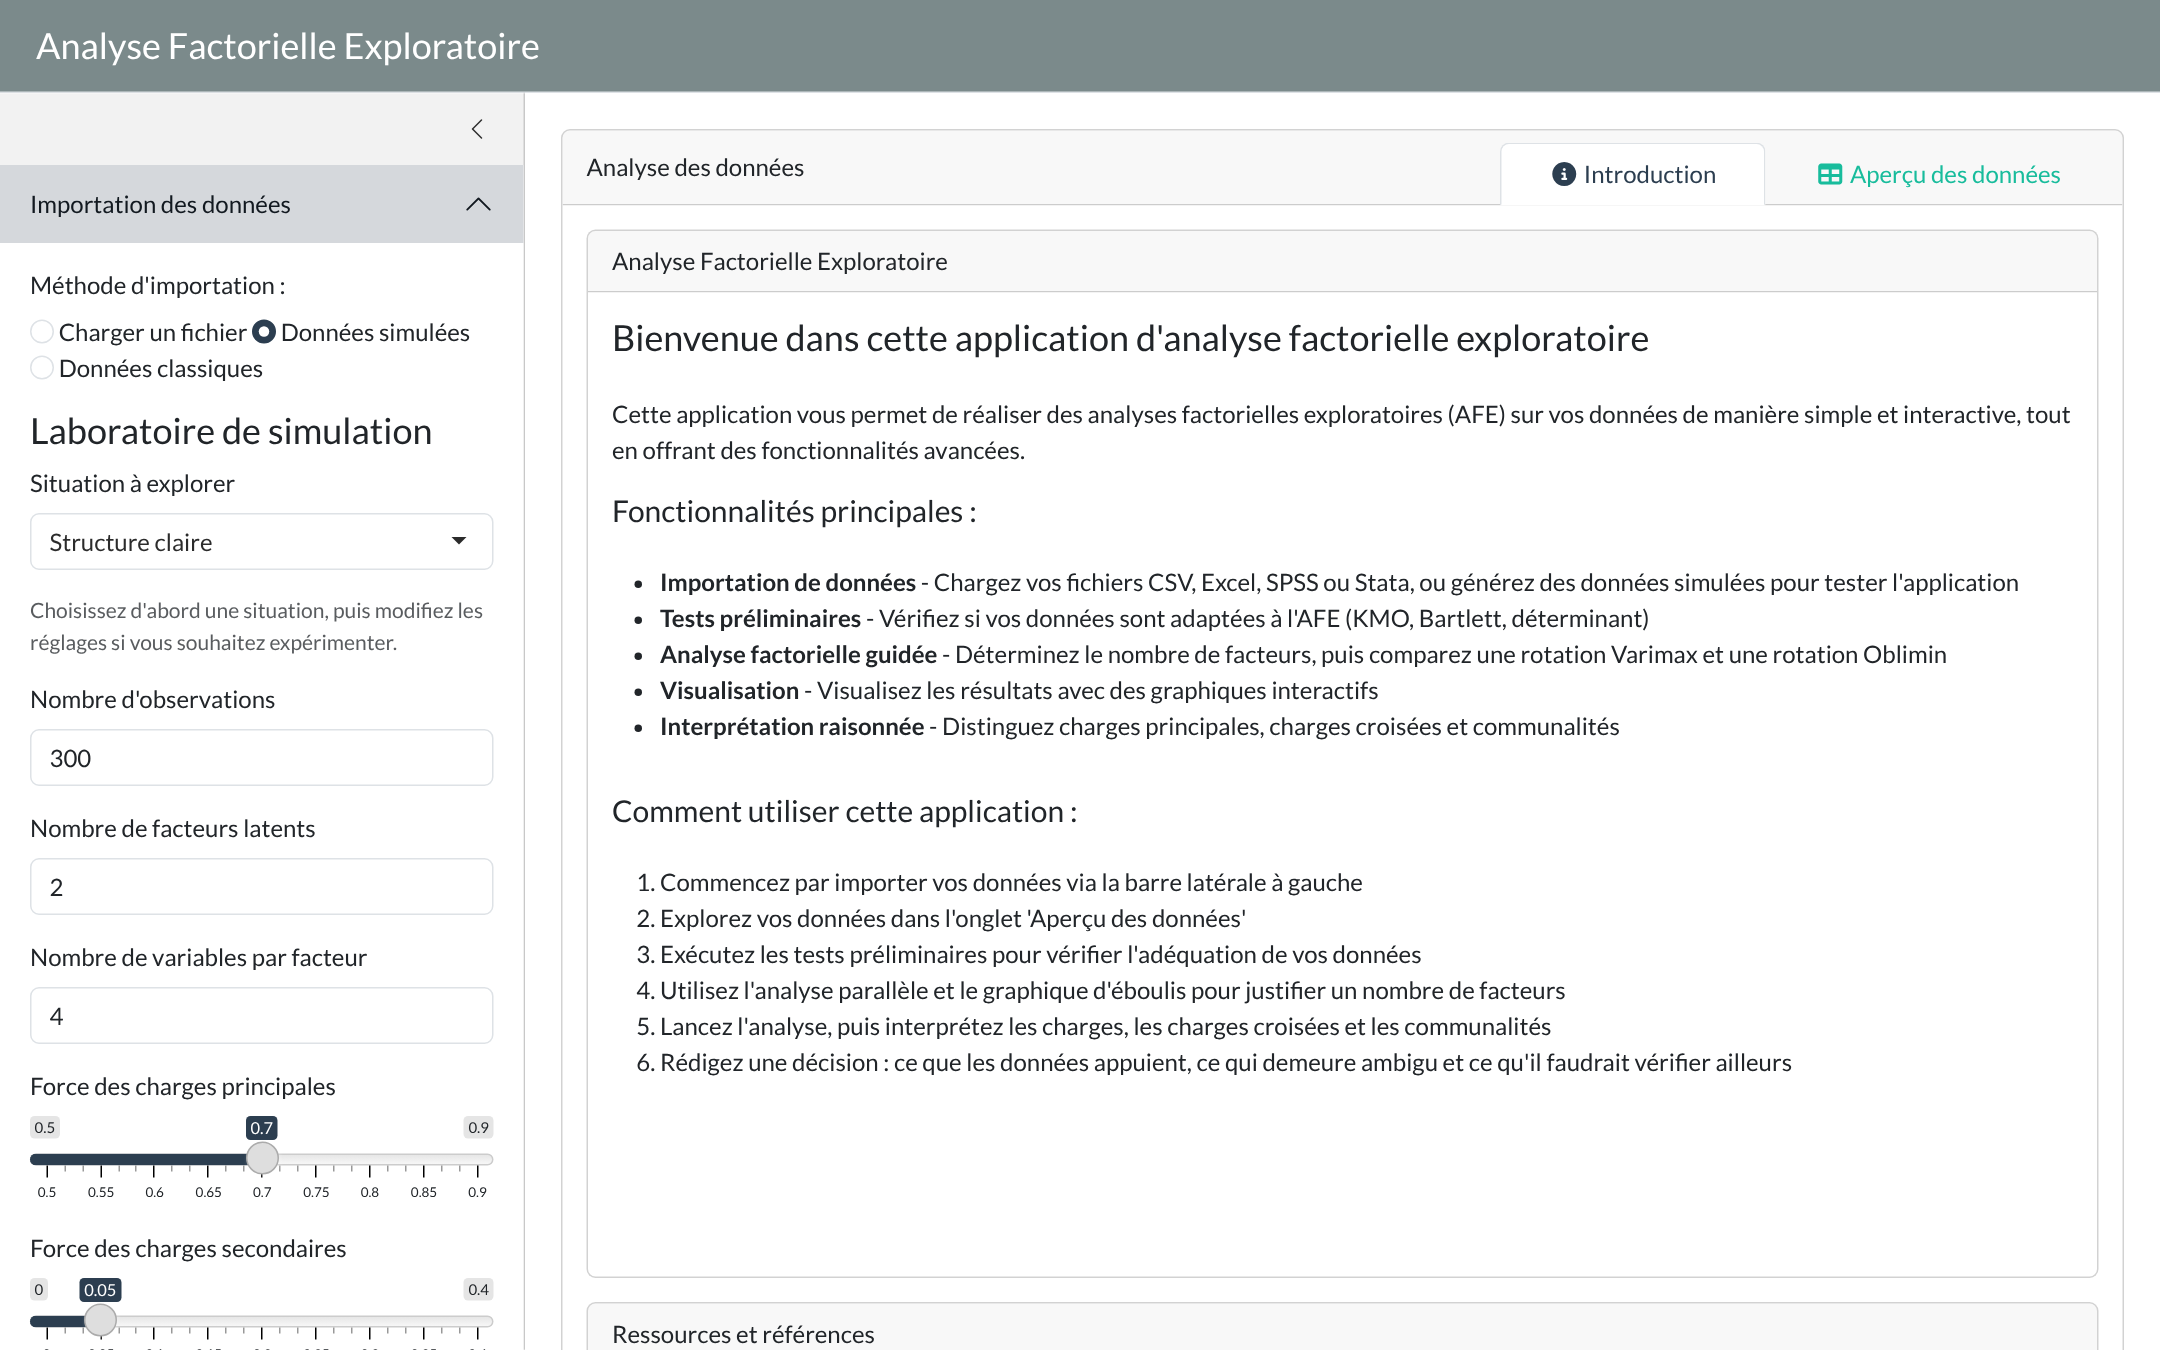 Analyse Factorielle Exploratoire
Importation des données
Méthode d'importation :
Charger un fichier Données simulées
Données classiques
Laboratoire de simulation
Situation à explorer
Structure claire
Choisissez d'abord une situation, puis modifiez les
réglages si vous souhaitez expérimenter.
Nombre d'observations
300
Nombre de facteurs latents
2
Nombre de variables par facteur
4
Force des charges principales
0.5 0.7 0.9
0.5 0.55 0.6 0.65 0.7 0.75 0.8 0.85 0.9
Force des charges secondaires
0 0.05 0.4
Analyse des données
Introduction
Aperçu des données
Analyse Factorielle Exploratoire
Bienvenue dans cette application d'analyse factorielle exploratoire
Cette application vous permet de réaliser des analyses factorielles exploratoires (AFE) sur vos données de manière simple et interactive, tout
en offrant des fonctionnalités avancées.
Fonctionnalités principales :
• Importation de données - Chargez vos fichiers CSV, Excel, SPSS ou Stata, ou générez des données simulées pour tester l'application
• Tests préliminaires - Vérifiez si vos données sont adaptées à l'AFE (KMO, Bartlett, déterminant)
• Analyse factorielle guidée - Déterminez le nombre de facteurs, puis comparez une rotation Varimax et une rotation Oblimin
• Visualisation - Visualisez les résultats avec des graphiques interactifs
• Interprétation raisonnée - Distinguez charges principales, charges croisées et communalités
Comment utiliser cette application :
1. Commencez par importer vos données via la barre latérale à gauche
2. Explorez vos données dans l'onglet 'Aperçu des données'
3. Exécutez les tests préliminaires pour vérifier l'adéquation de vos données
4. Utilisez l'analyse parallèle et le graphique d'éboulis pour justifier un nombre de facteurs
5. Lancez l'analyse, puis interprétez les charges, les charges croisées et les communalités
6. Rédigez une décision : ce que les données appuient, ce qui demeure ambigu et ce qu'il faudrait vérifier ailleurs
Ressources et références